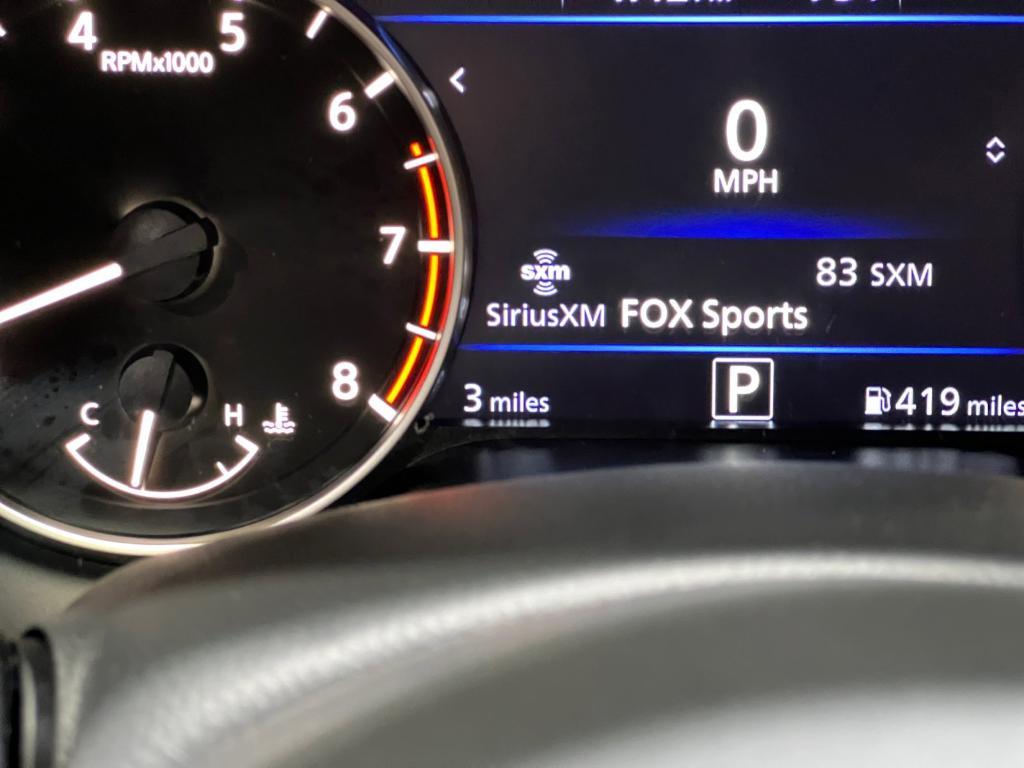 4 5
RPMx1000
6
7
8
C H
0
MPH
sxm
83 SXM
SiriusXM FOX Sports
3 miles
P
419 miles